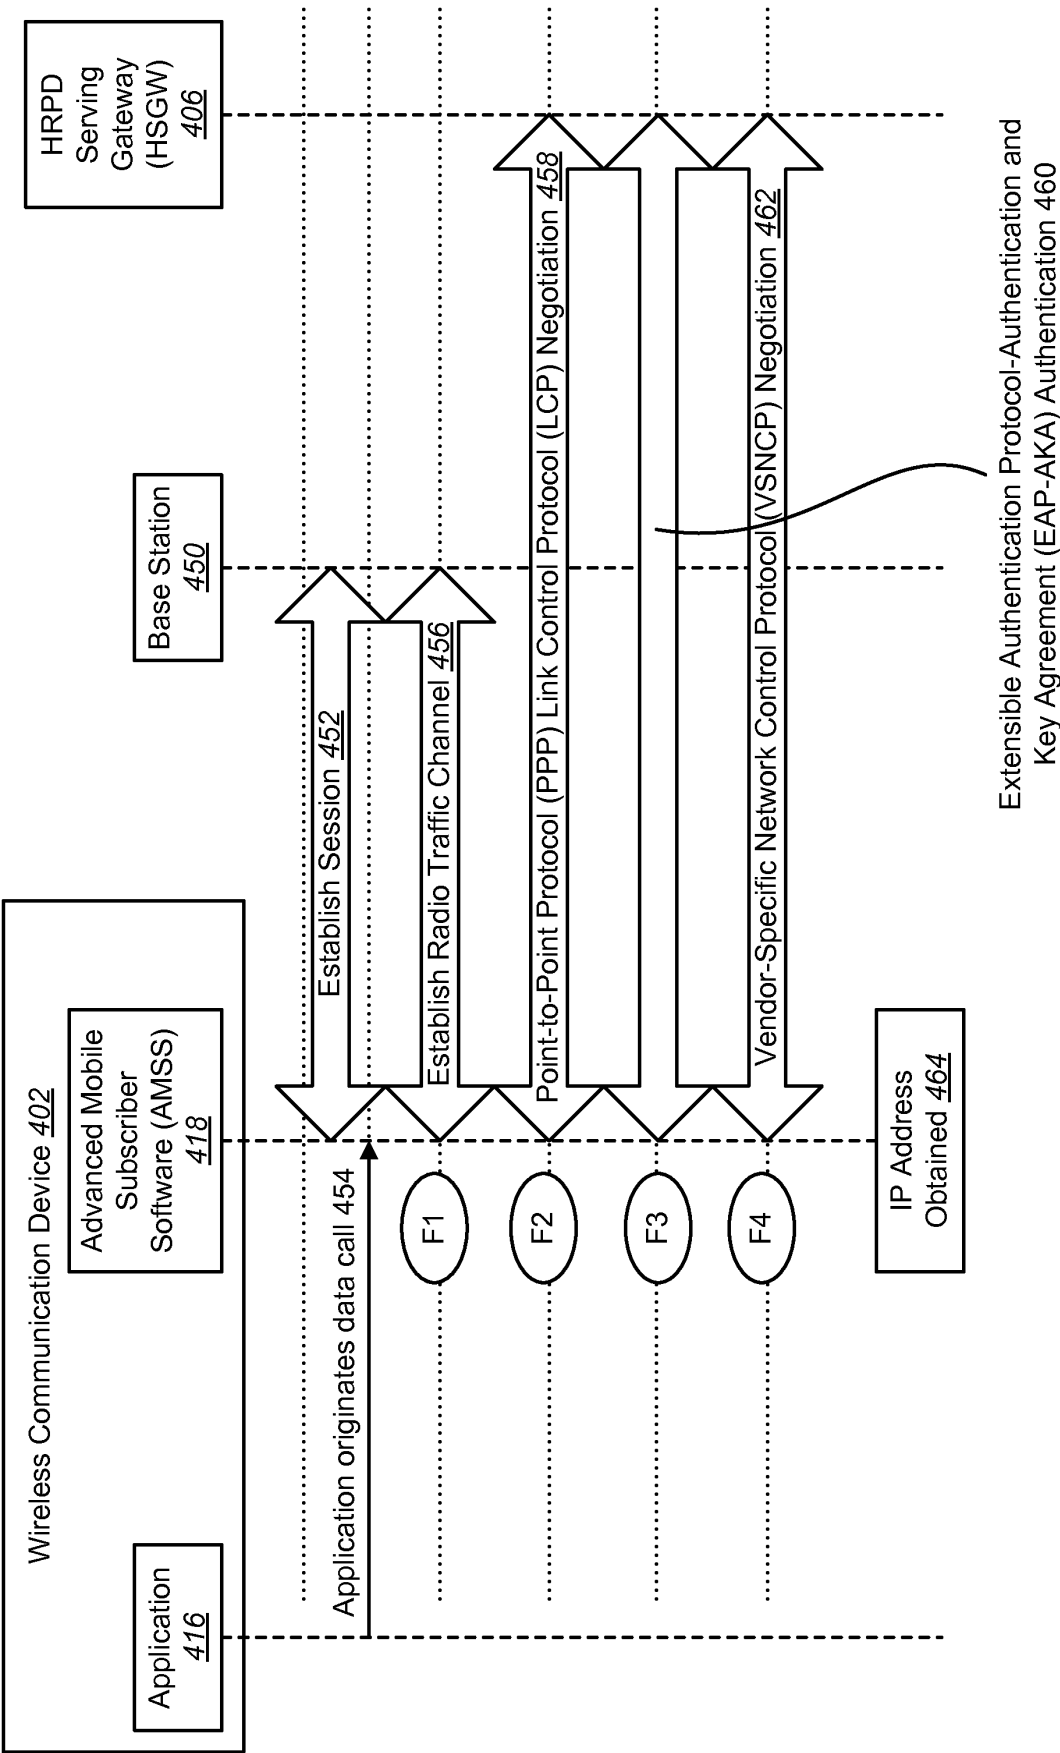 Wireless Communication Device 402
Application
416
Advanced Mobile
Subscriber
Software (AMSS)
418
Base Station
450
HRPD
Serving
Gateway
(HSGW)
406
Establish Session 452
Application originates data call 454
F1
Establish Radio Traffic Channel 456
F2
Point-to-Point Protocol (PPP) Link Control Protocol (LCP) Negotiation 458
F3
F4
Vendor-Specific Network Control Protocol (VSNCP) Negotiation 462
IP Address
Obtained 464
Extensible Authentication Protocol-Authentication and
Key Agreement (EAP-AKA) Authentication 460